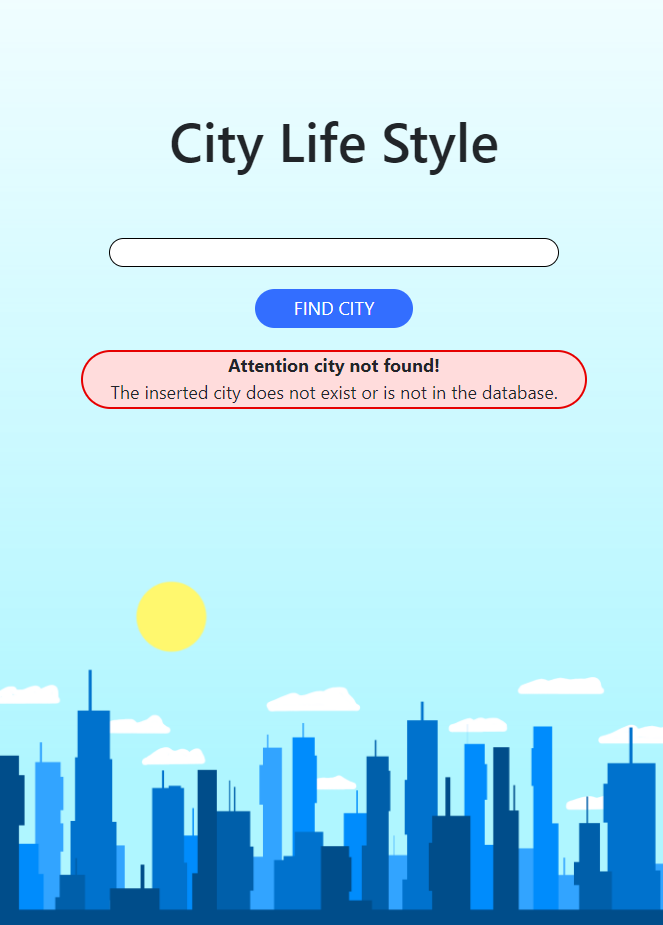 City Life Style
FIND CITY
Attention city not found!
The inserted city does not exist or is not in the database.